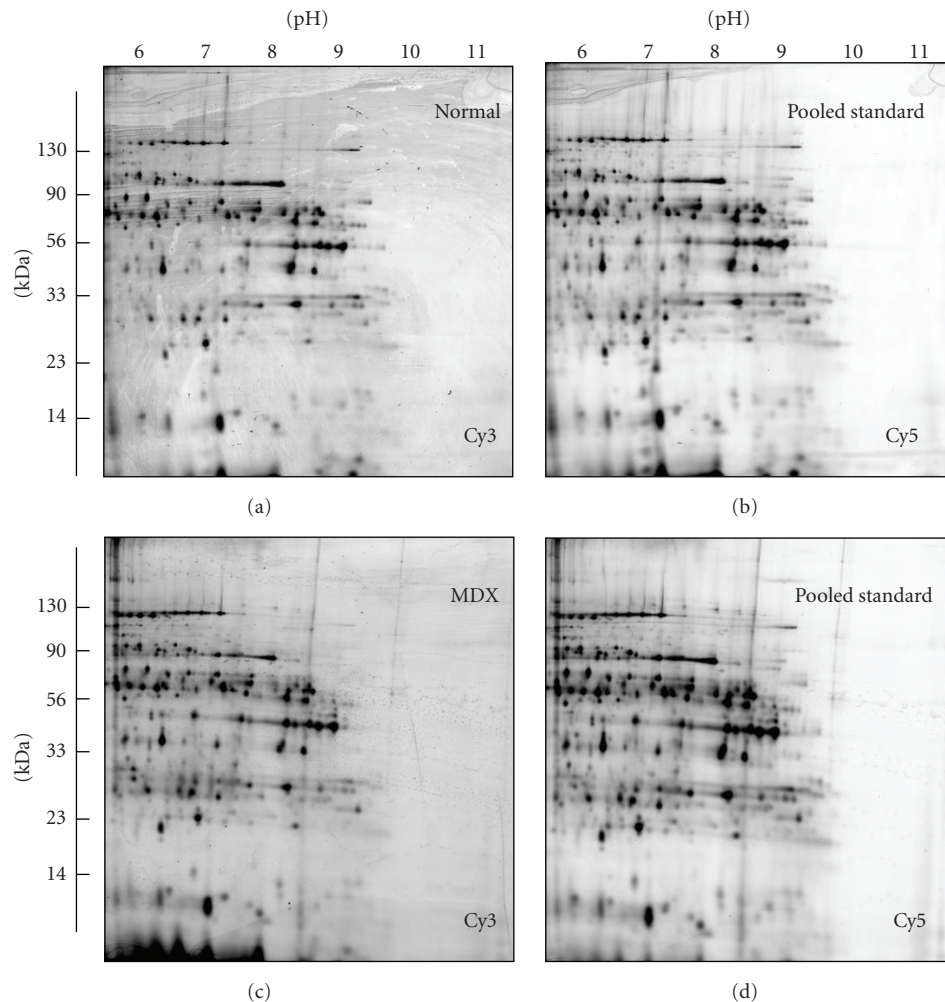 (pH) (pH)
6 7 8 9 10 11 6 7 8 9 10 11
Normal Pooled standard
130
90
56
(kDa)
33
23
14
Cy3 Cy5
(a) (b)
MDX Pooled standard
130
90
56
(kDa)
33
23
14
Cy3 Cy5
(c) (d)